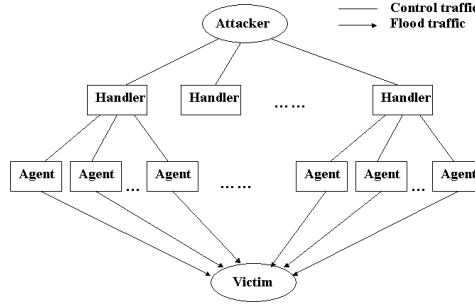 Control traffic
Flood traffic
Attacker
Handler Handler ...... Handler
Agent Agent ... Agent ...... Agent Agent ... Agent
Victim